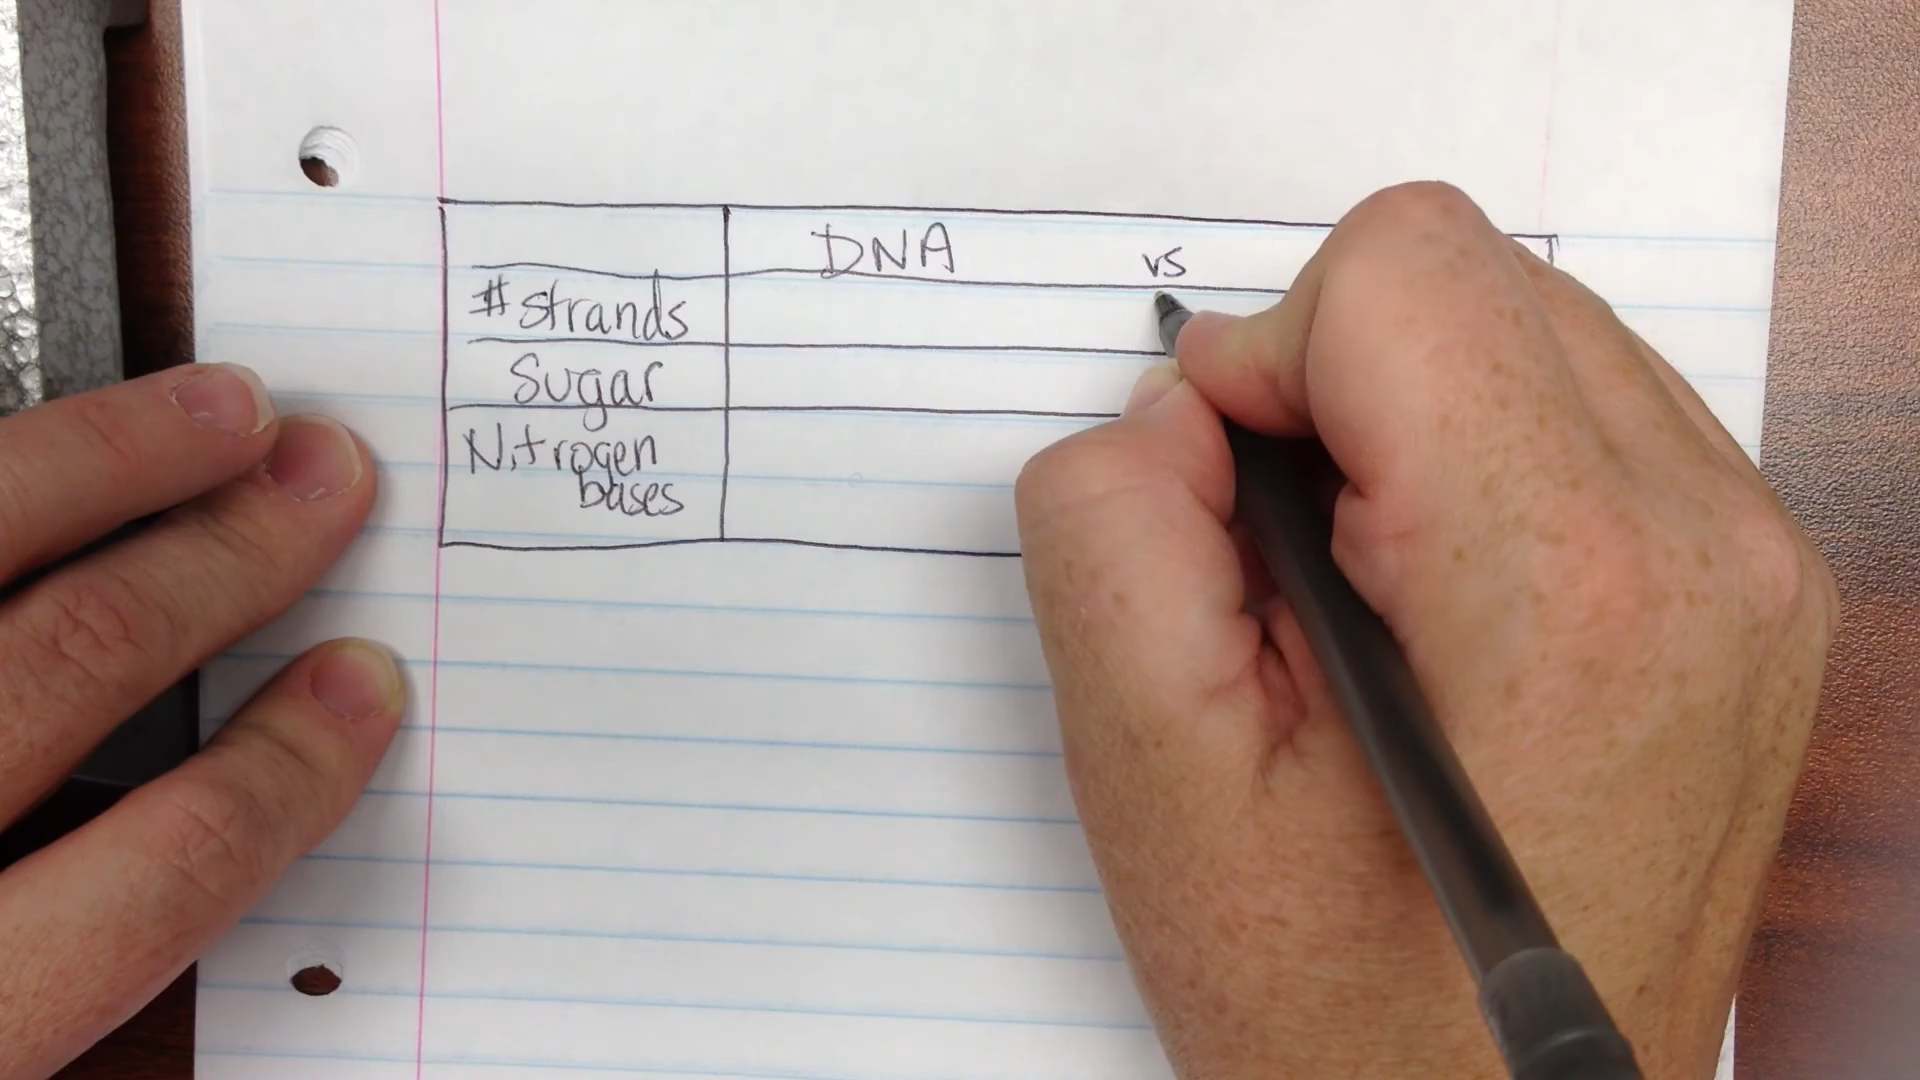 DNA vs
# strands
Sugar
Nitrogen
bases